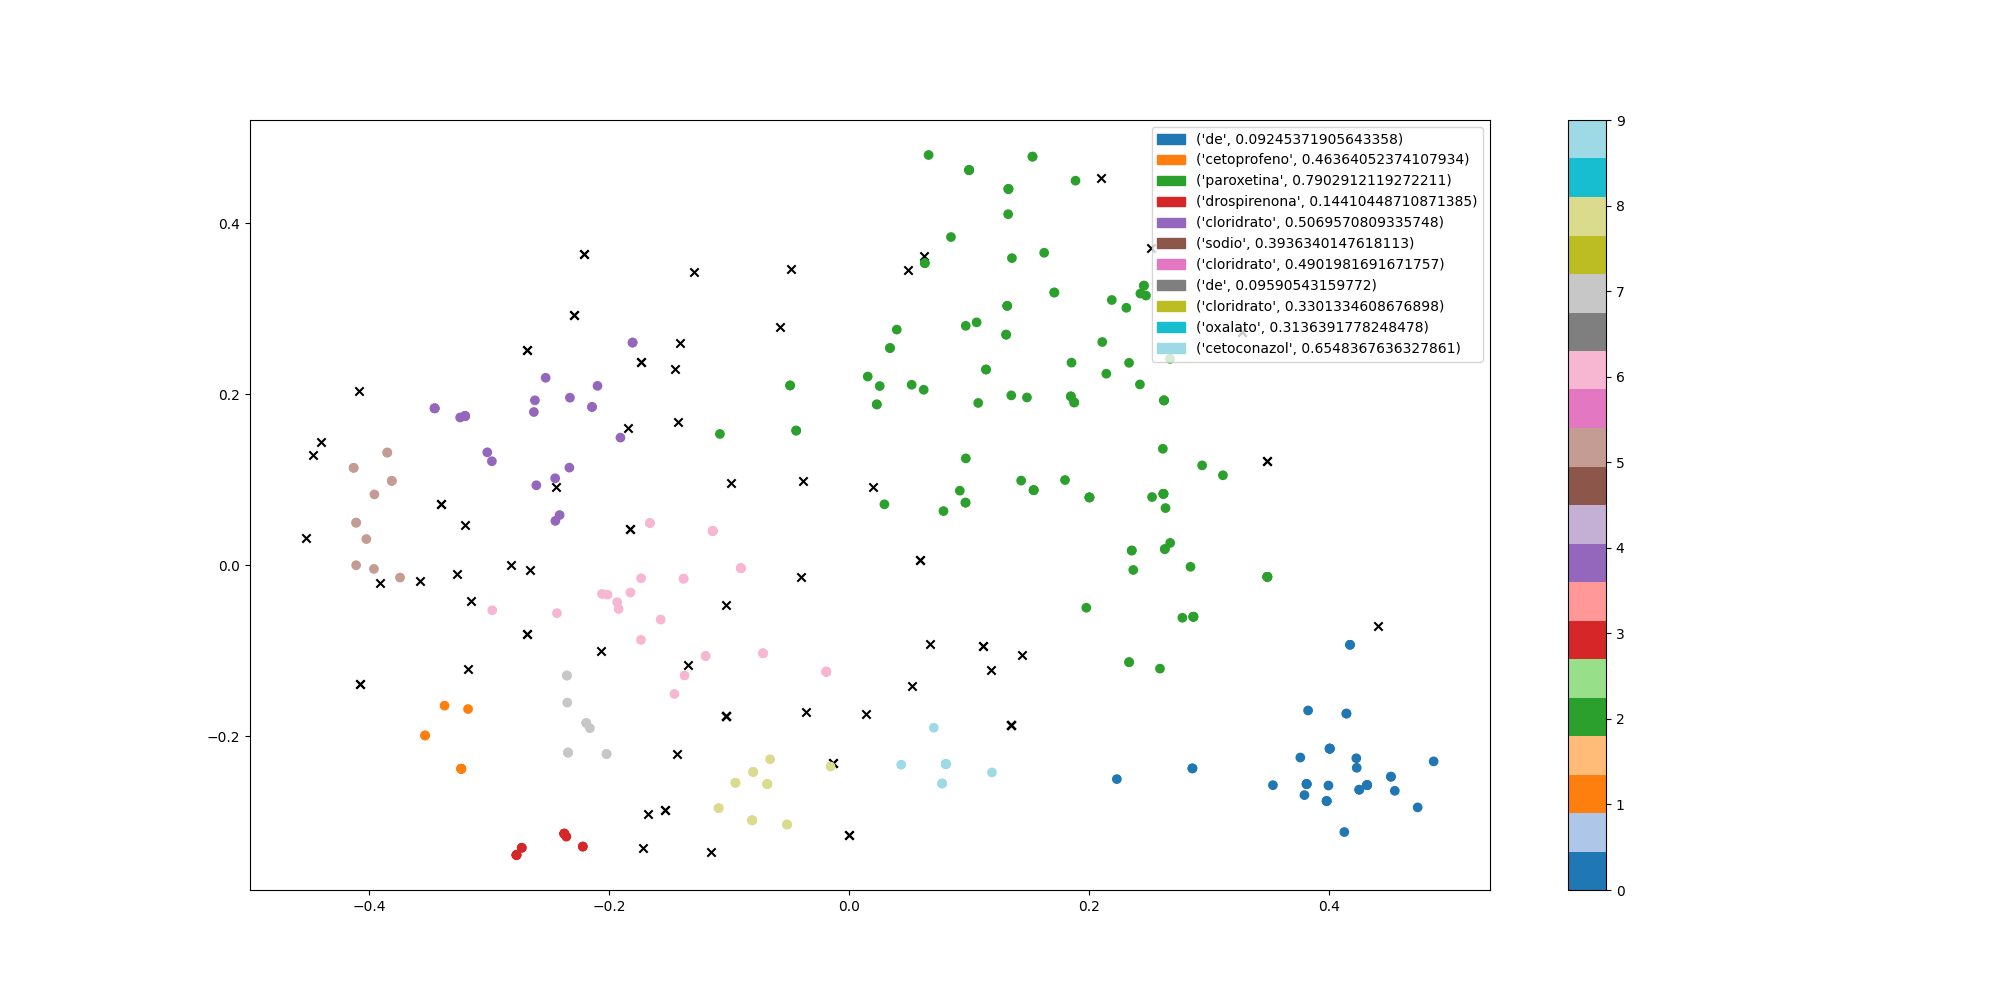 ('de', 0.09245371905643358)
('cetoprofeno', 0.46364052374107934)
('paroxetina', 0.7902912119272211)
('drospirenona', 0.14410448710871385)
('cloridrato', 0.5069570809335748)
('sodio', 0.3936340147618113)
('cloridrato', 0.4901981691671757)
('de', 0.09590543159772)
('cloridrato', 0.3301334608676898)
('oxalato', 0.3136391778248478)
('cetoconazol', 0.6548367636327861)
0.4
0.2
0.0
−0.2
−0.4
−0.2
0.0
0.2
0.4
9
8
7
6
5
4
3
2
1
0